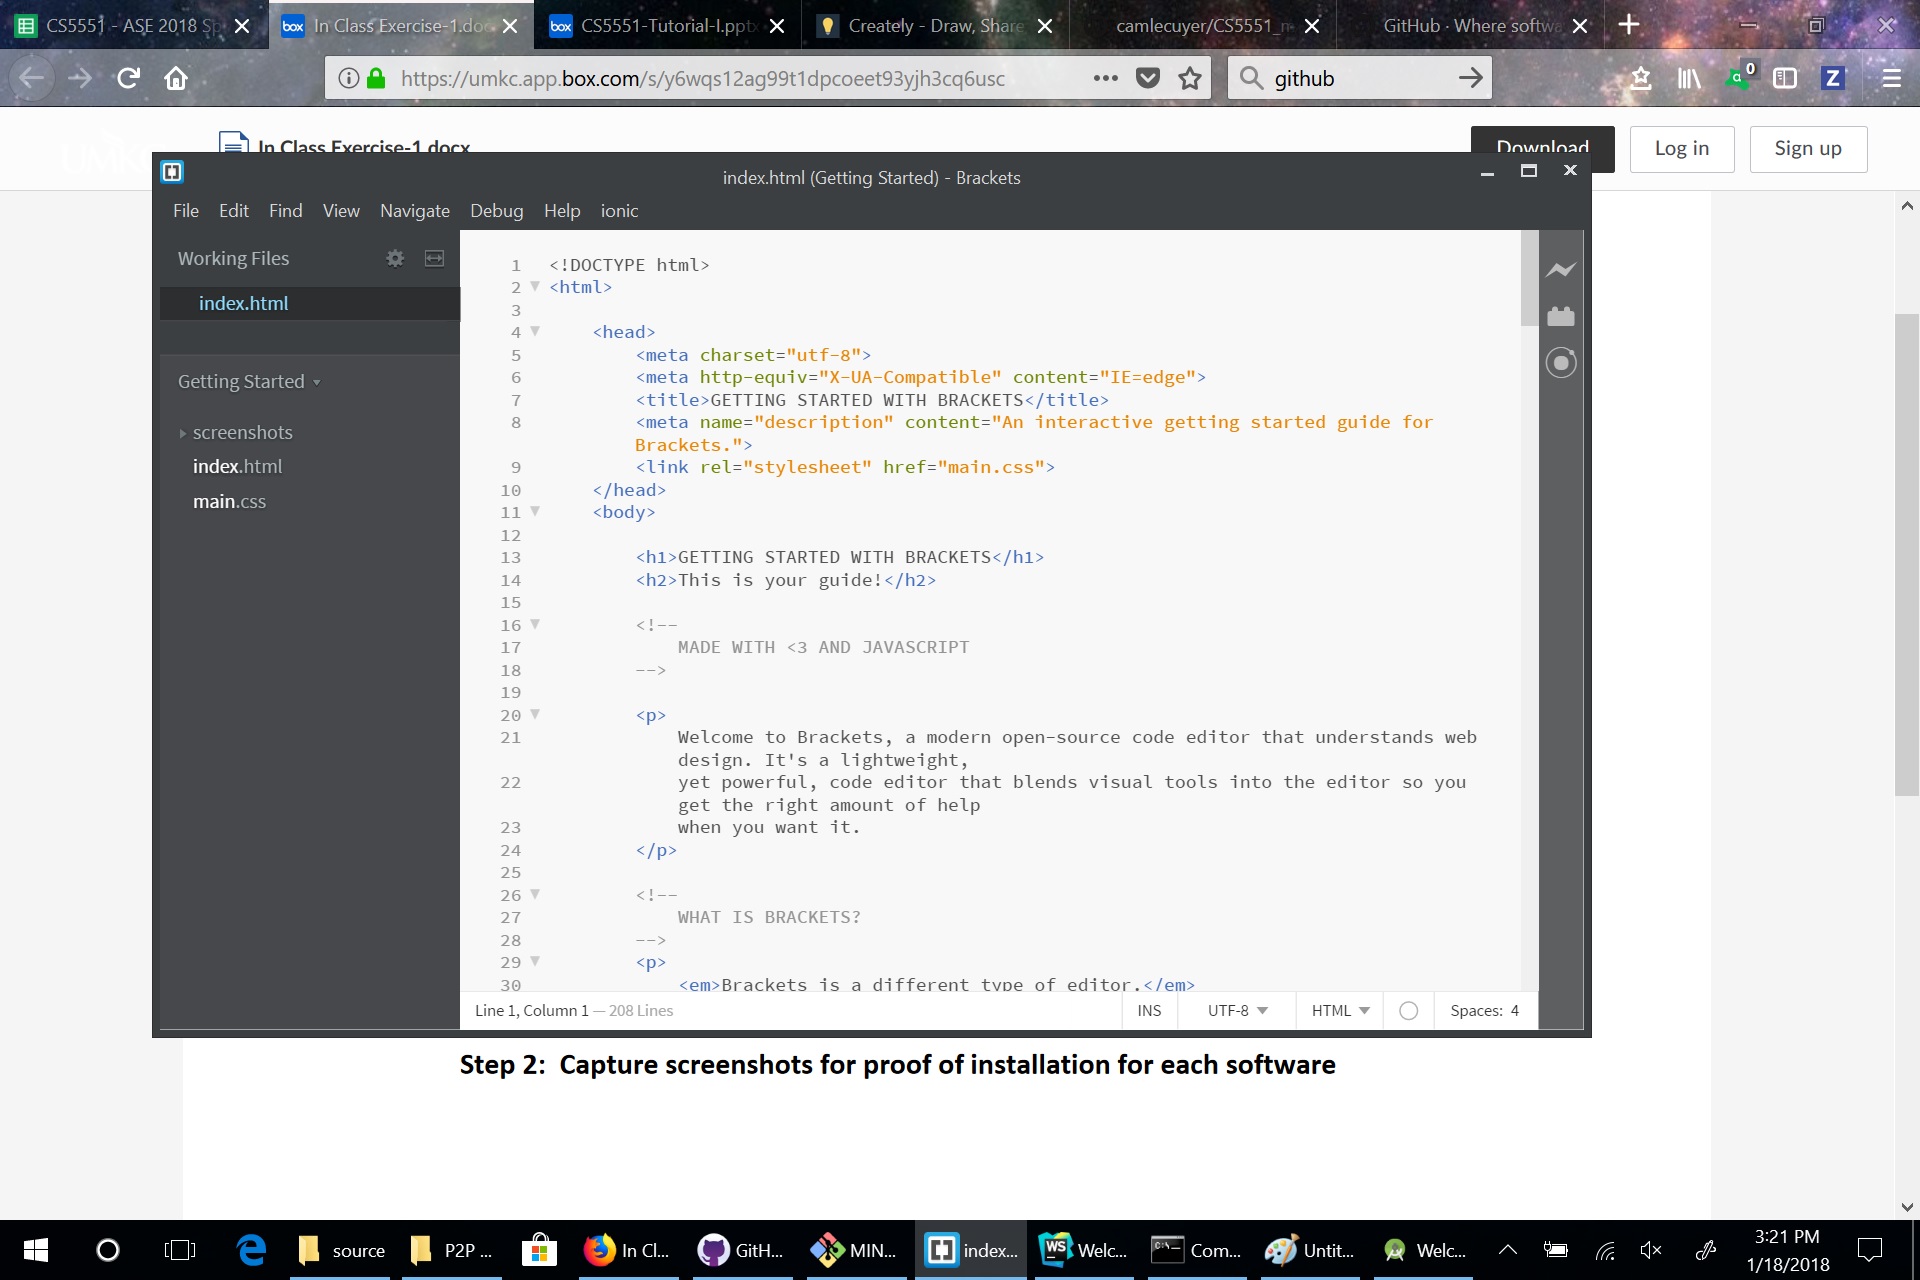 CS5551 - ASE 2018 Sp
In Class Exercise-1.doc
CS5551-Tutorial-I.pptx
Creately - Draw, Share
camlecuyer/CS5551_m
GitHub · Where softwa
https://umkc.app.box.com/s/y6wqs12ag99t1dpcoeet93yjh3cq6usc
github
0
Z
UMKC
In Class Exercise-1.docx
Download
Log in
Sign up
index.html (Getting Started) - Brackets
File Edit Find View Navigate Debug Help ionic
Working Files
index.html
Getting Started
screenshots
index.html
main.css
1 <!DOCTYPE html>
2 <html>
3
4 <head>
5 <meta charset="utf-8">
6 <meta http-equiv="X-UA-Compatible" content="IE=edge">
7 <title>GETTING STARTED WITH BRACKETS</title>
8 <meta name="description" content="An interactive getting started guide for
Brackets.">
9 <link rel="stylesheet" href="main.css">
10 </head>
11 <body>
12
13 <h1>GETTING STARTED WITH BRACKETS</h1>
14 <h2>This is your guide!</h2>
15
16 <!--
17 MADE WITH <3 AND JAVASCRIPT
18 -->
19
20 <p>
21 Welcome to Brackets, a modern open-source code editor that understands web
design. It's a lightweight,
22 yet powerful, code editor that blends visual tools into the editor so you
get the right amount of help
23 when you want it.
24 </p>
25
26 <!--
27 WHAT IS BRACKETS?
28 -->
29 <p>
30 <em>Brackets is a different type of editor.</em>
Line 1, Column 1 — 208 Lines
INS
UTF-8
HTML
Spaces: 4
Step 2: Capture screenshots for proof of installation for each software
source
P2P ...
In Cl...
GitH...
MIN...
index...
WS
Welc...
Com...
Untit...
Welc...
3:21 PM
1/18/2018